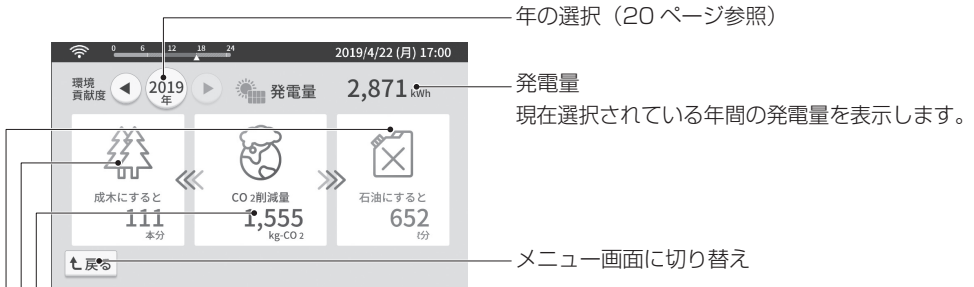 年の選択（20 ページ参照）
0 6 12 18 24
2019/4/22 (月) 17:00
環境
貢献度
◀
2019
年
▶
発電量
2,871 kWh
発電量
現在選択されている年間の発電量を表示します。
成木にすると
111
本分
CO 2削減量
1,555
kg-CO 2
石油にすると
652
ℓ分
戻る
メニュー画面に切り替え